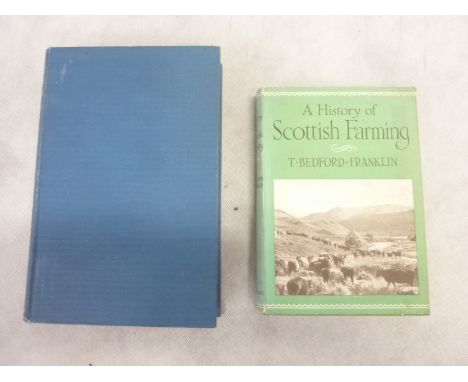 A History of
Scottish Farming
T · BEDFORD · FRANKLIN